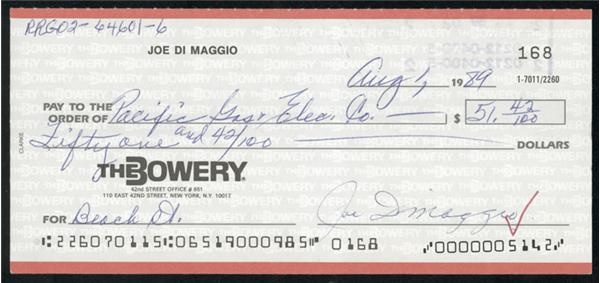 RRG02-64601-6
JOE DI MAGGIO
168
Aug 1, 1989
1-7011/2260
PAY TO THE ORDER OF Pacific Gas & Elec. Co. $ 51. 42/100
Fifty one and 42/100 DOLLARS
CLARKE
THE BOWERY
42nd STREET OFFICE # 651
110 EAST 42ND STREET, NEW YORK, N.Y. 10017
FOR Beach St. Joe DiMaggio
226070115 06519000985 0168 0000005142